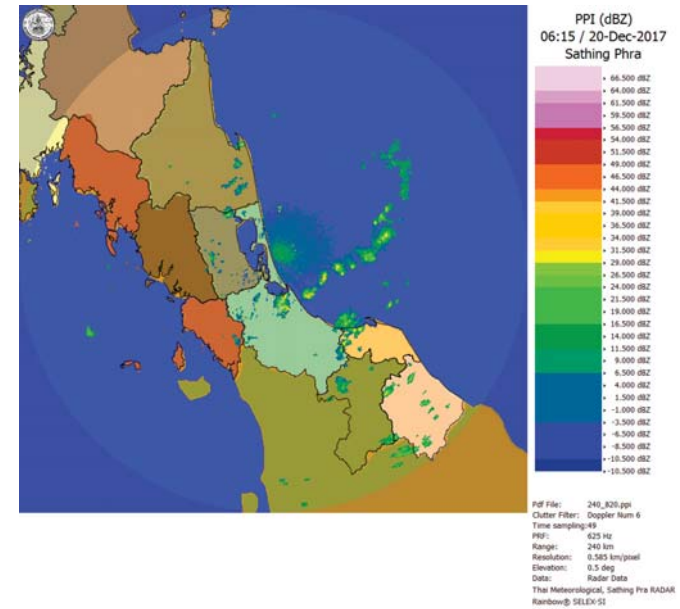 PPI (dBZ)
06:15 / 20-Dec-2017
Sathing Phra
66.500 dBZ
64.000 dBZ
61.500 dBZ
59.500 dBZ
56.500 dBZ
54.000 dBZ
51.500 dBZ
49.000 dBZ
46.500 dBZ
44.000 dBZ
41.500 dBZ
39.000 dBZ
36.500 dBZ
34.000 dBZ
31.500 dBZ
29.000 dBZ
26.500 dBZ
24.000 dBZ
21.500 dBZ
19.000 dBZ
16.500 dBZ
14.000 dBZ
11.500 dBZ
9.000 dBZ
6.500 dBZ
4.000 dBZ
1.500 dBZ
-1.000 dBZ
-3.500 dBZ
-6.500 dBZ
-8.500 dBZ
-10.500 dBZ
-10.500 dBZ
Pdf File: 240_820.ppi
Clutter Filter: Doppler Num 6
Time sampling:49
PRF: 625 Hz
Range: 240 km
Resolution: 0.585 km/pixel
Elevation: 0.5 deg
Data: Radar Data
Thai Meteorological, Sathing Pra RADAR
Rainbow® SELEX-SI